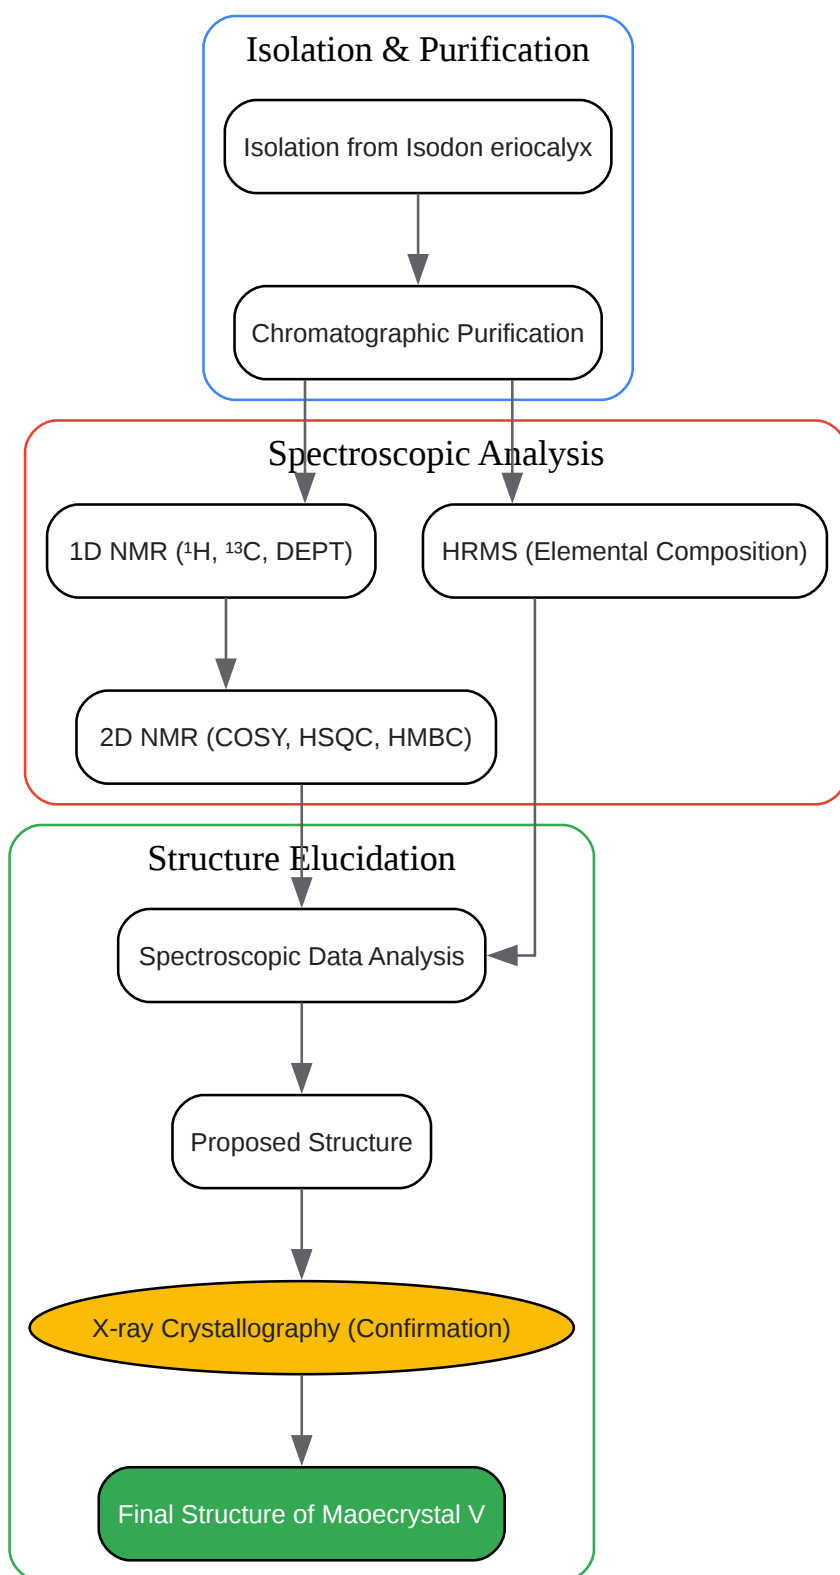 Isolation & Purification
Isolation from Isodon eriocalyx
Chromatographic Purification
Spectroscopic Analysis
1D NMR (¹H, ¹³C, DEPT)
HRMS (Elemental Composition)
2D NMR (COSY, HSQC, HMBC)
Structure Elucidation
Spectroscopic Data Analysis
Proposed Structure
X-ray Crystallography (Confirmation)
Final Structure of Maoecrystal V